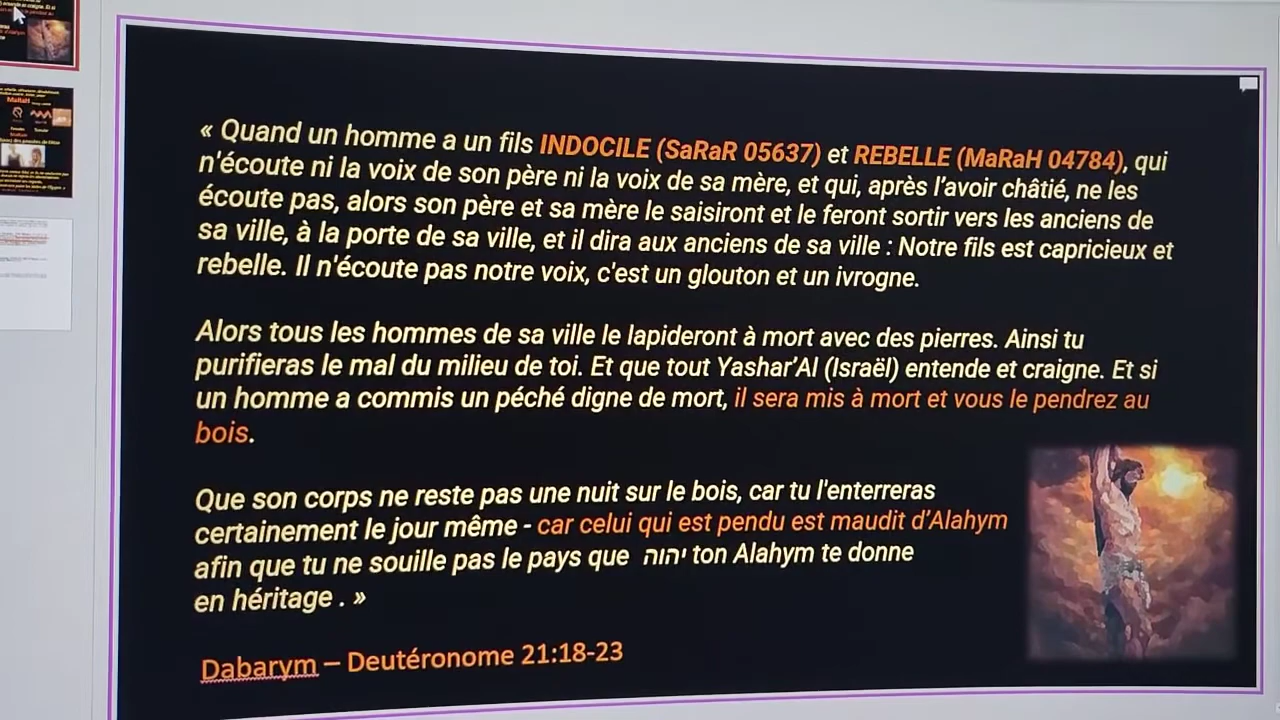 « Quand un homme a un fils INDOCILE (SaRaR 05637) et REBELLE (MaRaH 04784), qui
n'écoute ni la voix de son père ni la voix de sa mère, et qui, après l'avoir châtié, ne les
écoute pas, alors son père et sa mère le saisiront et le feront sortir vers les anciens de
sa ville, à la porte de sa ville, et il dira aux anciens de sa ville : Notre fils est capricieux et
rebelle. Il n'écoute pas notre voix, c'est un glouton et un ivrogne.
Alors tous les hommes de sa ville le lapideront à mort avec des pierres. Ainsi tu
purifieras le mal du milieu de toi. Et que tout Yashar'Al (Israël) entende et craigne. Et si
un homme a commis un péché digne de mort, il sera mis à mort et vous le pendrez au
bois.
Que son corps ne reste pas une nuit sur le bois, car tu l'enterreras
certainement le jour même - car celui qui est pendu est maudit d'Alahym
afin que tu ne souille pas le pays que יהוה ton Alahym te donne
en héritage . »
Dabarym – Deutéronome 21:18-23
MaRaH